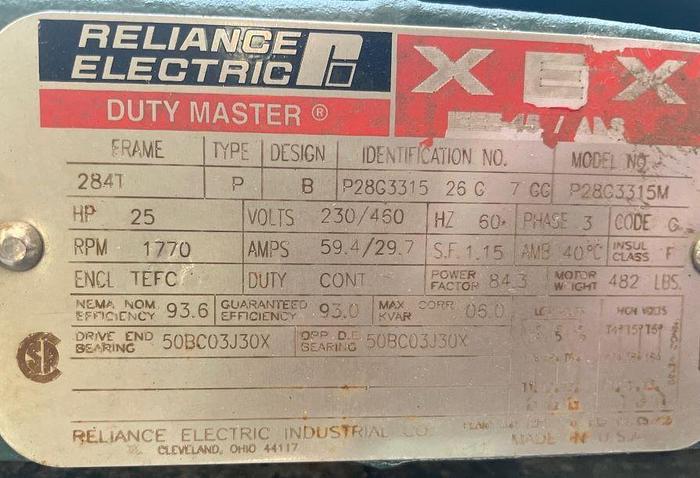 RELIANCE
ELECTRIC
XEX
DUTY MASTER ®
FRAME TYPE DESIGN IDENTIFICATION NO. MODEL NO.
284T P B P28G3315 26 G 7 GG P28G3315M
HP 25 VOLTS 230/460 HZ 60 PHASE 3 CODE G
RPM 1770 AMPS 59.4/29.7 S.F. 1.15 AMB 40°C INSUL CLASS F
ENCL TEFC DUTY CONT POWER FACTOR 84.3 MOTOR WEIGHT 482 LBS.
NEMA NOM EFFICIENCY 93.6 GUARANTEED EFFICIENCY 93.0 MAX CORR KVAR 06.0
DRIVE END BEARING 50BC03J30X OPP. D.E. BEARING 50BC03J30X
HIGH VOLTS
RELIANCE ELECTRIC INDUSTRIAL CO. MADE IN U.S.A.
CLEVELAND, OHIO 44117